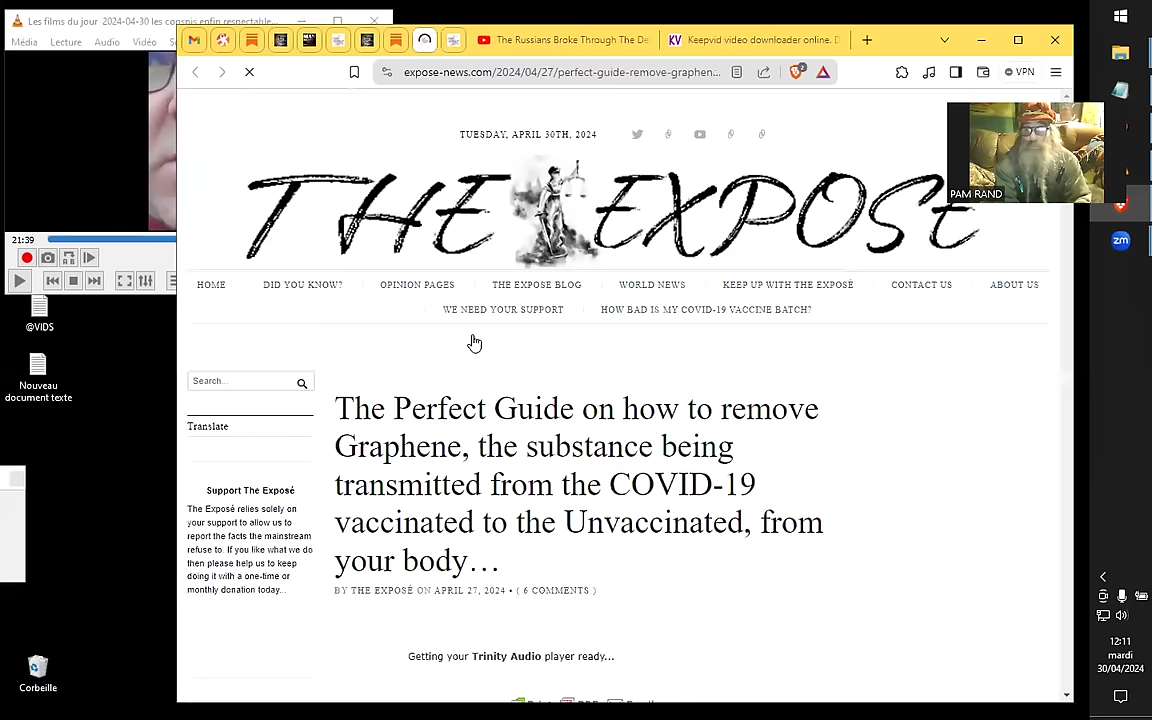 Les films du jour 2024-04-30 les conspis enfin respectable...
Média Lecture Audio Vidéo
The Russians Broke Through The De
Keepvid video downloader online. D
expose-news.com/2024/04/27/perfect-guide-remove-graphen...
2
VPN
TUESDAY, APRIL 30TH, 2024
THE EXPOSE
PAM RAND
HOME
DID YOU KNOW?
OPINION PAGES
THE EXPOSE BLOG
WORLD NEWS
KEEP UP WITH THE EXPOSÉ
CONTACT US
ABOUT US
WE NEED YOUR SUPPORT
HOW BAD IS MY COVID-19 VACCINE BATCH?
21:39
@VIDS
Nouveau
document texte
Corbeille
Search...
Translate
Support The Exposé
The Exposé relies solely on
your support to allow us to
report the facts the mainstream
refuse to. If you like what we do
then please help us to keep
doing it with a one-time or
monthly donation today...
The Perfect Guide on how to remove
Graphene, the substance being
transmitted from the COVID-19
vaccinated to the Unvaccinated, from
your body...
BY THE EXPOSÉ ON APRIL 27, 2024 • ( 6 COMMENTS )
Getting your Trinity Audio player ready...
zm
12:11
mardi
30/04/2024